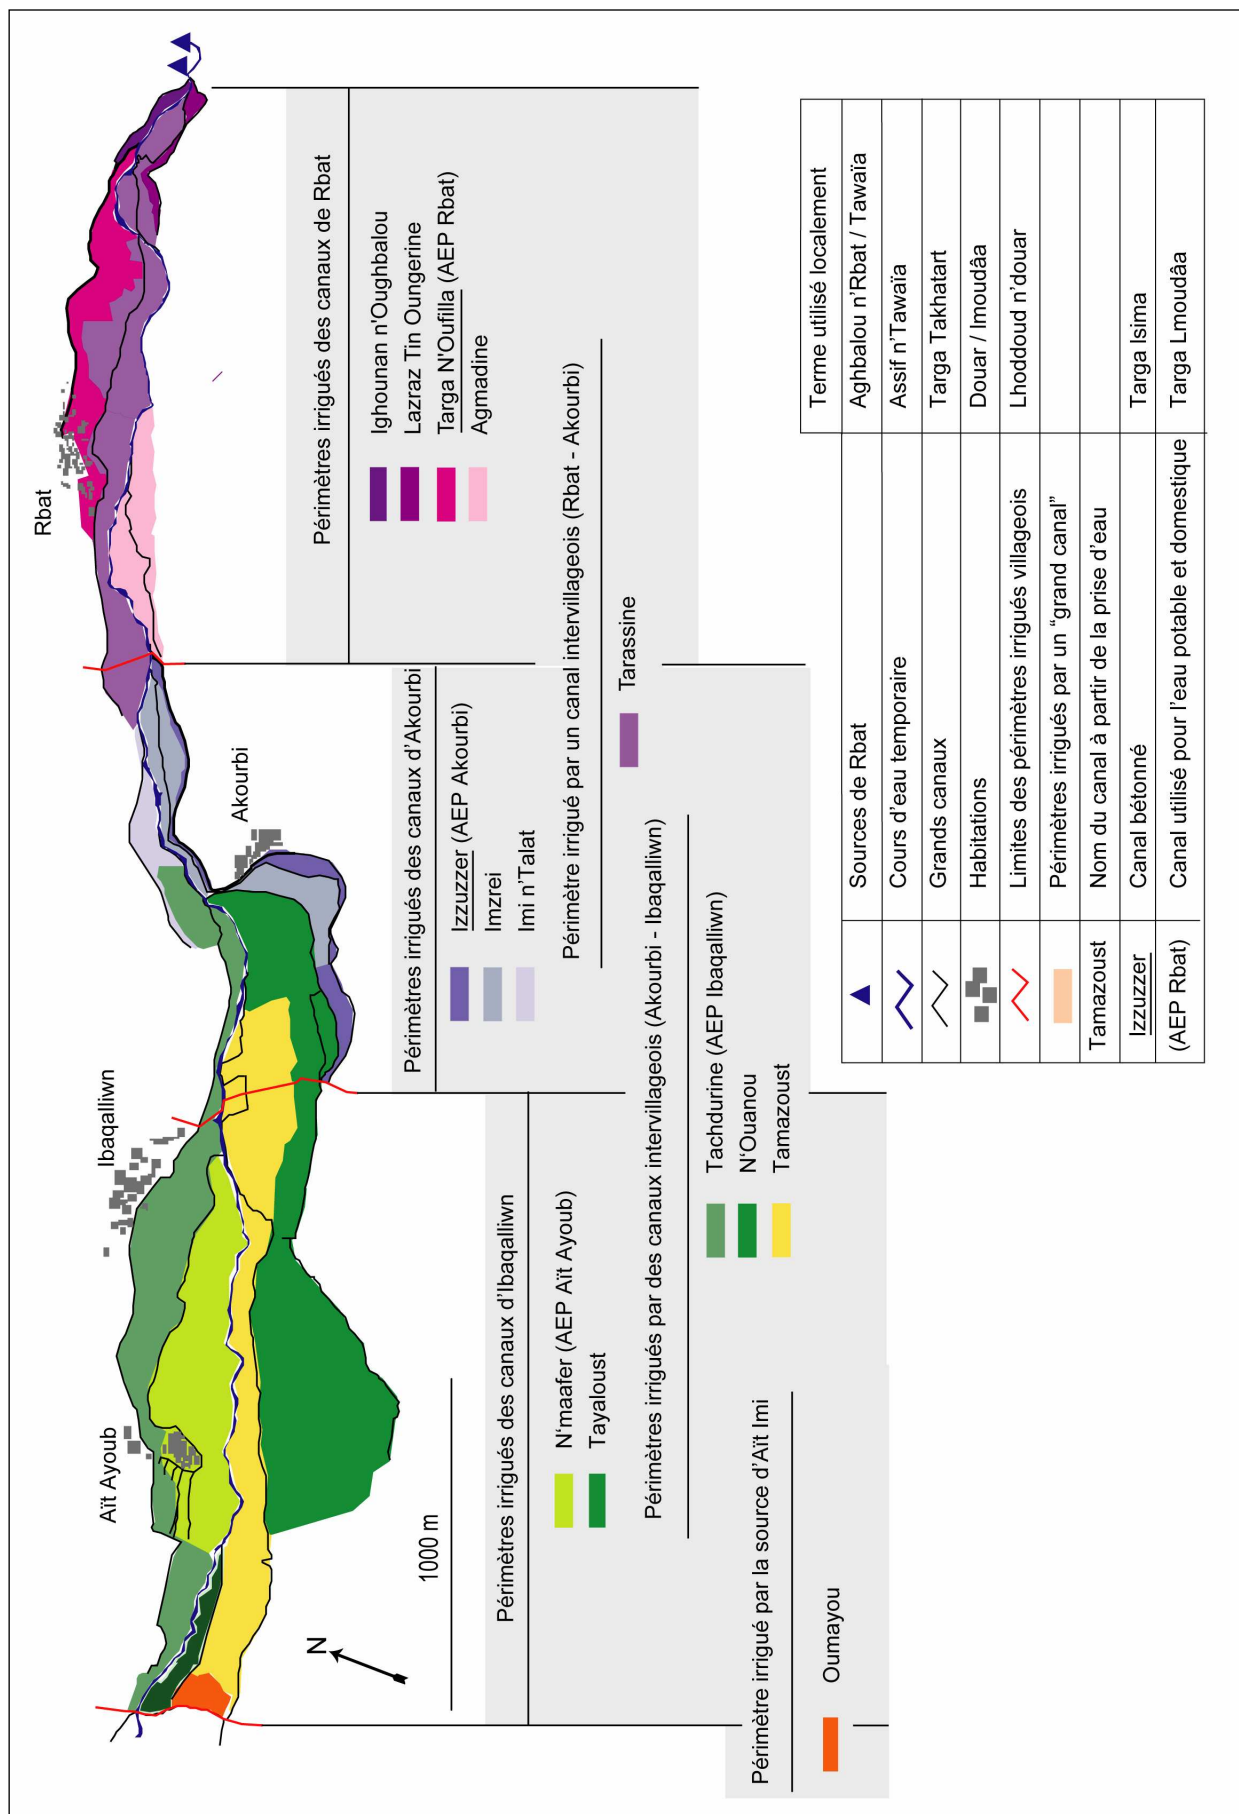 Aït Ayoub
Ibaqalliwn
Akourbi
Rbat
N
1000 m
Périmètres irrigués des canaux de Rbat
Ighounan n'Oughbalou
Lazraz Tin Oungerine
Targa N'Oufilla (AEP Rbat)
Agmadine
Périmètres irrigués des canaux d'Akourbi
Izzuzzer (AEP Akourbi)
Imzrei
Imi n'Talat
Périmètre irrigué par un canal intervillageois (Rbat - Akourbi)
Tarassine
Périmètres irrigués des canaux d'Ibaqalliwn
N'maafer (AEP Aït Ayoub)
Tayaloust
Périmètres irrigués par des canaux intervillageois (Akourbi - Ibaqalliwn)
Tachdurine (AEP Ibaqalliwn)
N'Ouanou
Tamazoust
Périmètre irrigué par la source d'Aït Imi
Oumayou
Terme utilisé localement
Sources de Rbat Aghbalou n'Rbat / Tawaïa
Cours d'eau temporaire Assif n'Tawaïa
Grands canaux Targa Takhatart
Habitations Douar / Imoudâa
Limites des périmètres irrigués villageois Lhoddoud n'douar
Périmètres irrigués par un "grand canal"
Tamazoust Nom du canal à partir de la prise d'eau
Izzuzzer Canal bétonné Targa Isima
(AEP Rbat) Canal utilisé pour l'eau potable et domestique Targa Lmoudâa